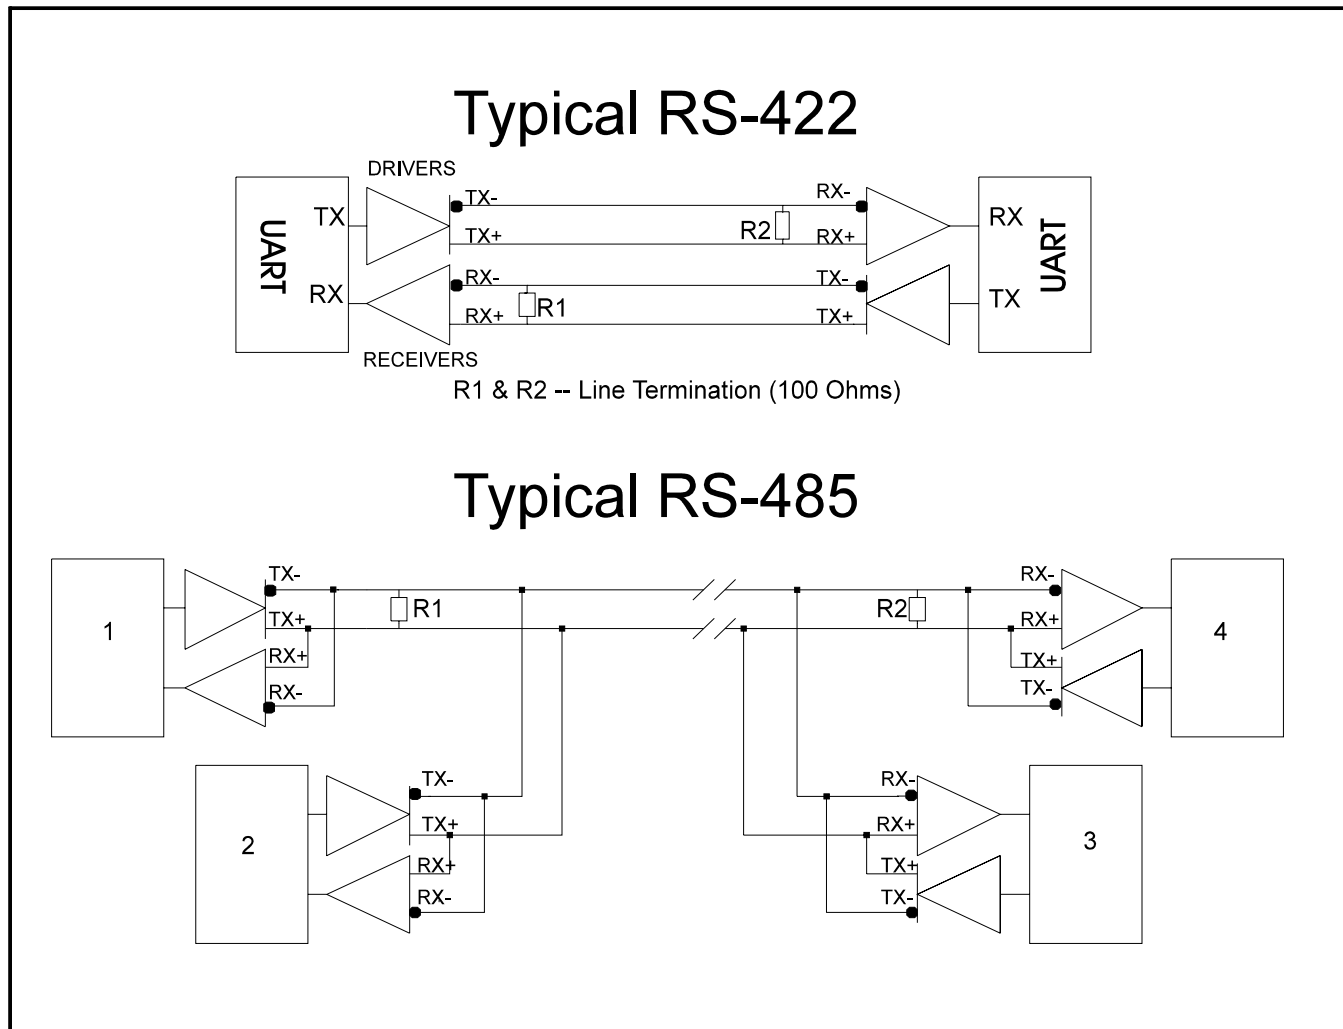 Typical RS-422
DRIVERS
UART
TX
TX-
TX+
R2
RX-
RX+
RX
UART
RX
RX-
RX+
R1
TX-
TX+
TX
RECEIVERS
R1 & R2 -- Line Termination (100 Ohms)
Typical RS-485
1
TX-
TX+
RX+
RX-
R1
R2
RX-
RX+
TX+
TX-
4
2
TX-
TX+
RX+
RX-
RX-
RX+
TX+
TX-
3